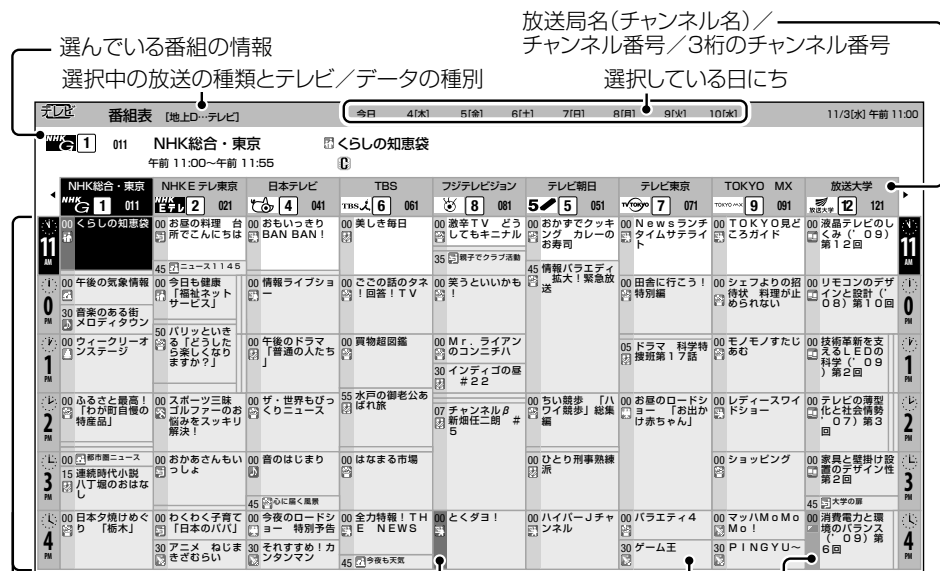 放送局名(チャンネル名)／
チャンネル番号／3桁のチャンネル番号
選んでいる番組の情報
選択中の放送の種類とテレビ／データの種別
選択している日にち
テレビ 番組表 [地上D…テレビ] 今日 4[木] 5[金] 6[土] 7[日] 8[月] 9[火] 10[水] 11/3[水] 午前 11:00
NHK G 1 011 NHK総合・東京 くらしの知恵袋
午前 11:00〜午前 11:55
NHK総合・東京 NHKEテレ東京 日本テレビ TBS フジテレビジョン テレビ朝日 テレビ東京 TOKYO MX 放送大学
NHK G 1 011 NHK Eテレ 2 021 4 041 TBS 6 061 8 081 5 051 テレビ東京 7 071 TOKYO MX 9 091 放送大学 12 121
11 AM
00 くらしの知恵袋
00 お昼の料理 台
所でこんにちは
45 ニュース1145
00 おもいっきり
BAN BAN!
00 美しき毎日
00 激辛TV どう
してもキニナル
35 親子でクラブ活動
00 おかずでクッキ
ング カレーの
お寿司
45 情報バラエティ
拡大!緊急放
送
00 Newsランチ
タイムサテライ
ト
00 TOKYO見ど
ころガイド
00 液晶テレビのし
くみ('09)
第12回
11 AM
0 PM
00 午後の気象情報
30 音楽のある街
メロディタウン
00 今日も健康
「福祉ネット
サービス」
50 パリッといき
る「どうした
ら楽しくなり
ますか?」
00 情報ライブショ
ー
00 ごごの話のタネ
!回答!TV
00 笑うといいかも
!
00 田舎に行こう!
特別編
00 シェフよりの招
待状 料理が止
められない
00 リモコンのデザ
インと設計('
08)第10回
0 PM
1 PM
00 ウィークリーオ
ンステージ
00 午後のドラマ
「普通の人たち
」
00 買物超図鑑
00 Mr.ライアン
のコンニチハ
30 インディゴの昼
#22
05 ドラマ 科学特
捜班第17話
00 モノモノすたじ
あむ
00 技術革新を支
えるLEDの
科学('09
)第2回
1 PM
2 PM
00 ふるさと最高!
「わが町自慢の
特産品」
00 スポーツ三昧
ゴルファーのお
悩みをスッキリ
解決!
00 ザ・世界もびっ
くりニュース
55 水戸の御老公あ
ばれ旅
07 チャンネルβ
新畑任二朗 #
5
00 ちい競歩 「ハ
ワイ競歩」総集
編
00 お昼のロードシ
ョー 「お出か
け赤ちゃん」
00 レディースワイ
ドショー
00 テレビの薄型
化と社会情勢
'07)第3
回
2 PM
3 PM
00 都市圏ニュース
15 連続時代小説
八丁堀のおはな
し
00 おかあさんもい
っしょ
00 音のはじまり
45 心に届く風景
00 はなまる市場
00 ひとり刑事熟練
派
00 ショッピング
00 家具と壁掛け設
置のデザイン性
第2回
45 大学の扉
3 PM
4 PM
00 日本夕焼けめぐ
り 「栃木」
00 わくわく子育て
「日本のパパ」
30 アニメ ねじま
きざむらい
00 今夜のロードシ
ョー 特別予告
30 それすすめ!カ
ンタンマン
00 全力特報!TH
E NEWS
45 今夜も天気
00 とくダヨ!
00 ハイパーJチャ
ンネル
00 バラエティ4
30 ゲーム王
00 マッハMoMo
Mo!
30 PINGYU〜
00 消費電力と環
境のバランス
('09)第
6回
4 PM